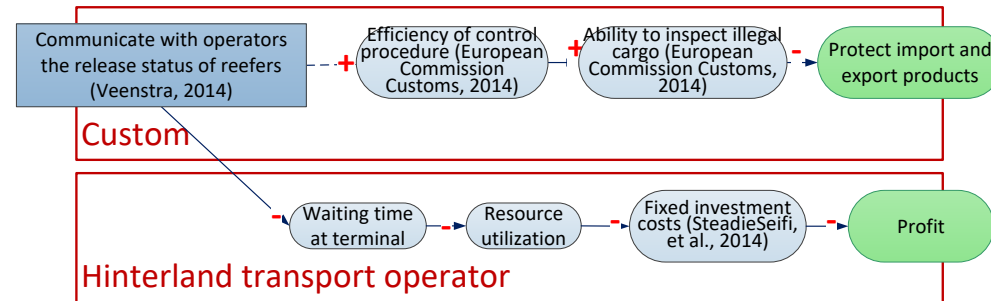 Communicate with operators
the release status of reefers
(Veenstra, 2014)
+
Efficiency of control
procedure (European
Commission
Customs, 2014)
+
Ability to inspect illegal
cargo (European
Commission Customs,
2014)
-
Protect import and
export products
Custom
-
Waiting time
at terminal
-
Resource
utilization
-
Fixed investment
costs (SteadieSeifi,
et al., 2014)
-
Profit
Hinterland transport operator